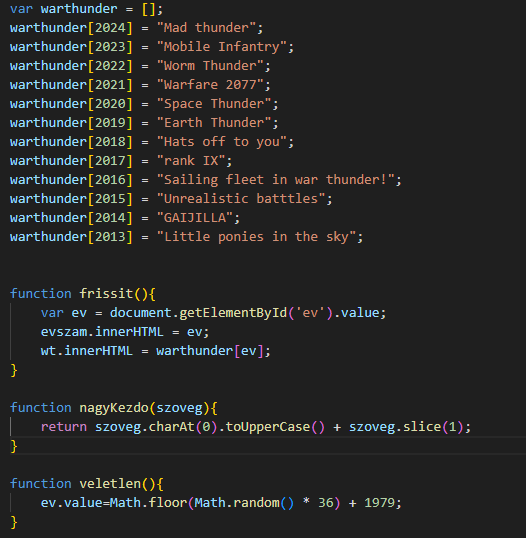 var warthunder = [];
warthunder[2024] = "Mad thunder";
warthunder[2023] = "Mobile Infantry";
warthunder[2022] = "Worm Thunder";
warthunder[2021] = "Warfare 2077";
warthunder[2020] = "Space Thunder";
warthunder[2019] = "Earth Thunder";
warthunder[2018] = "Hats off to you";
warthunder[2017] = "rank IX";
warthunder[2016] = "Sailing fleet in war thunder!";
warthunder[2015] = "Unrealistic batttles";
warthunder[2014] = "GAIJILLA";
warthunder[2013] = "Little ponies in the sky";
function frissit(){
var ev = document.getElementById('ev').value;
evszam.innerHTML = ev;
wt.innerHTML = warthunder[ev];
}
function nagyKezdo(szoveg){
return szoveg.charAt(0).toUpperCase() + szoveg.slice(1);
}
function veletlen(){
ev.value=Math.floor(Math.random() * 36) + 1979;
}